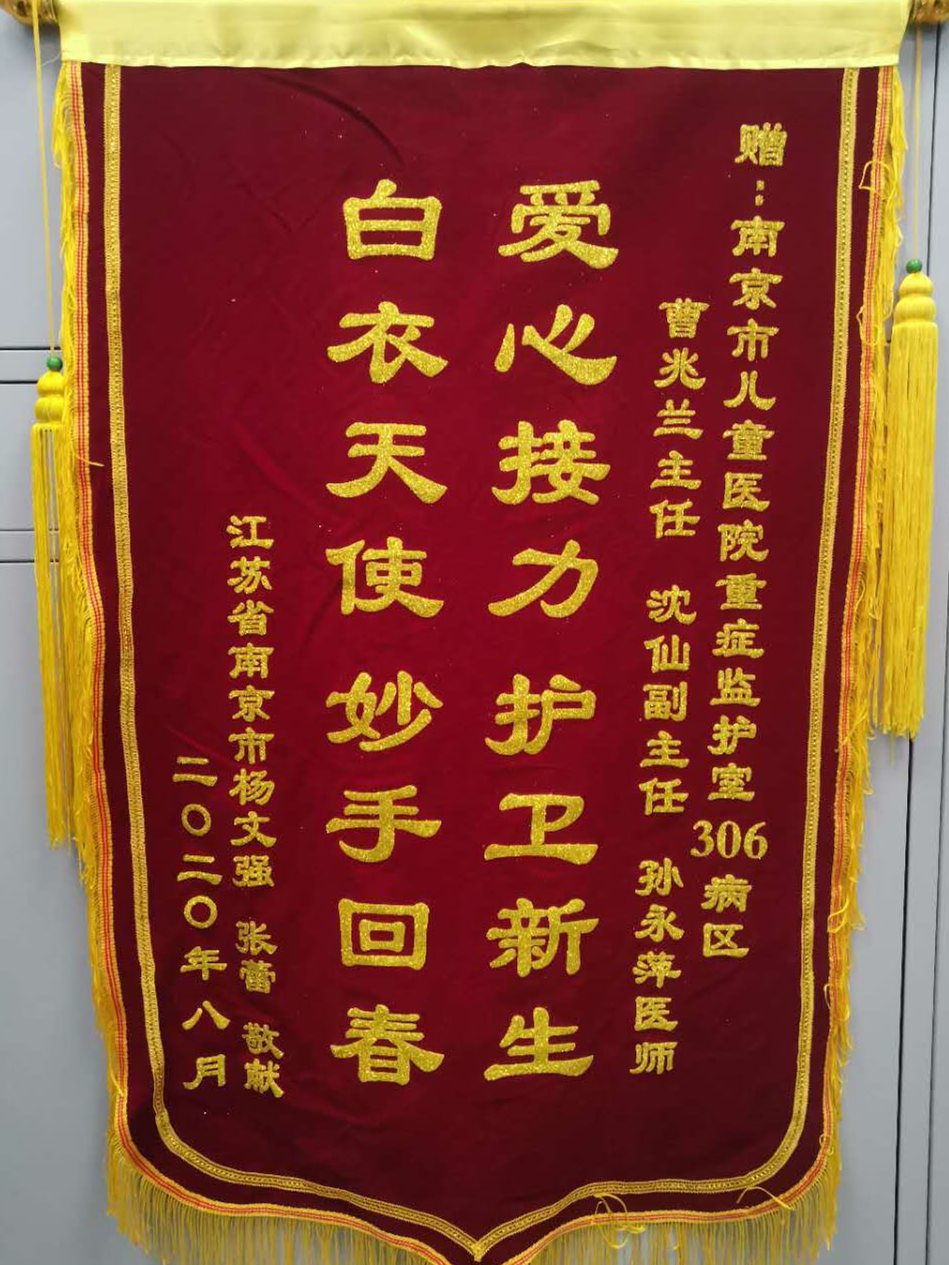 赠：南京市儿童医院重症监护室306病区
曹兆兰主任 沈仙副主任 孙永萍医师
爱心接力 护卫新生
白衣天使 妙手回春
江苏省南京市杨文强 张蕾 敬献
二〇二〇年八月